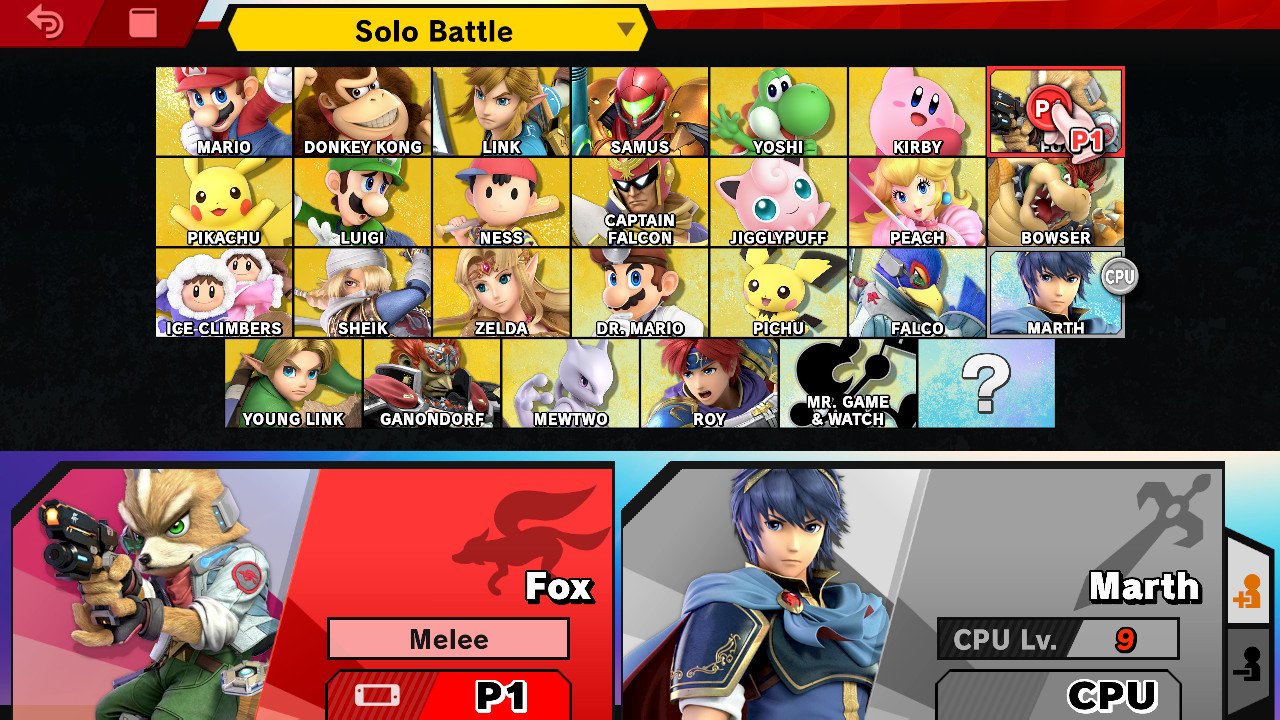 Solo Battle
MARIO
DONKEY KONG
LINK
SAMUS
YOSHI
KIRBY
P1
PIKACHU
LUIGI
NESS
CAPTAIN
FALCON
JIGGLYPUFF
PEACH
BOWSER
ICE CLIMBERS
SHEIK
ZELDA
DR. MARIO
PICHU
FALCO
MARTH
CPU
YOUNG LINK
GANONDORF
MEWTWO
ROY
MR. GAME
& WATCH
?
Fox
Melee
P1
Marth
CPU Lv. 9
CPU